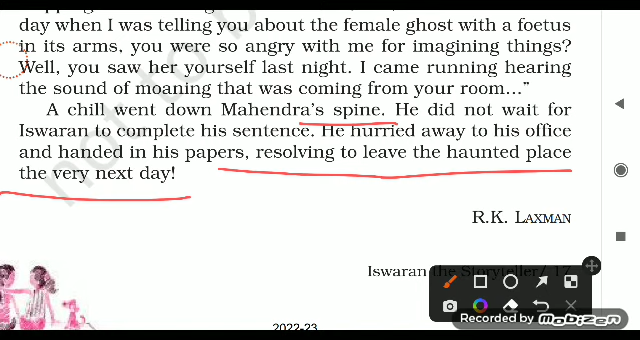 day when I was telling you about the female ghost with a foetus
in its arms, you were so angry with me for imagining things?
Well, you saw her yourself last night. I came running hearing
the sound of moaning that was coming from your room…”
A chill went down Mahendra’s spine. He did not wait for
Iswaran to complete his sentence. He hurried away to his office
and handed in his papers, resolving to leave the haunted place
the very next day!
R.K. LAXMAN
Iswaran the Storyteller/ 17
Recorded by mobizen
2022-23